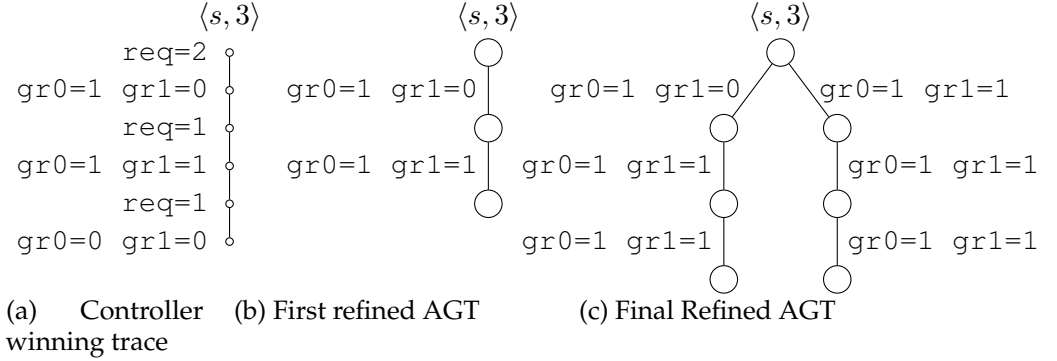 ⟨s, 3⟩
req=2
gr0=1 gr1=0
req=1
gr0=1 gr1=1
req=1
gr0=0 gr1=0
(a) Controller
winning trace
⟨s, 3⟩
gr0=1 gr1=0
gr0=1 gr1=1
(b) First refined AGT
⟨s, 3⟩
gr0=1 gr1=0 gr0=1 gr1=1
gr0=1 gr1=1 gr0=1 gr1=1
gr0=1 gr1=1 gr0=1 gr1=1
(c) Final Refined AGT